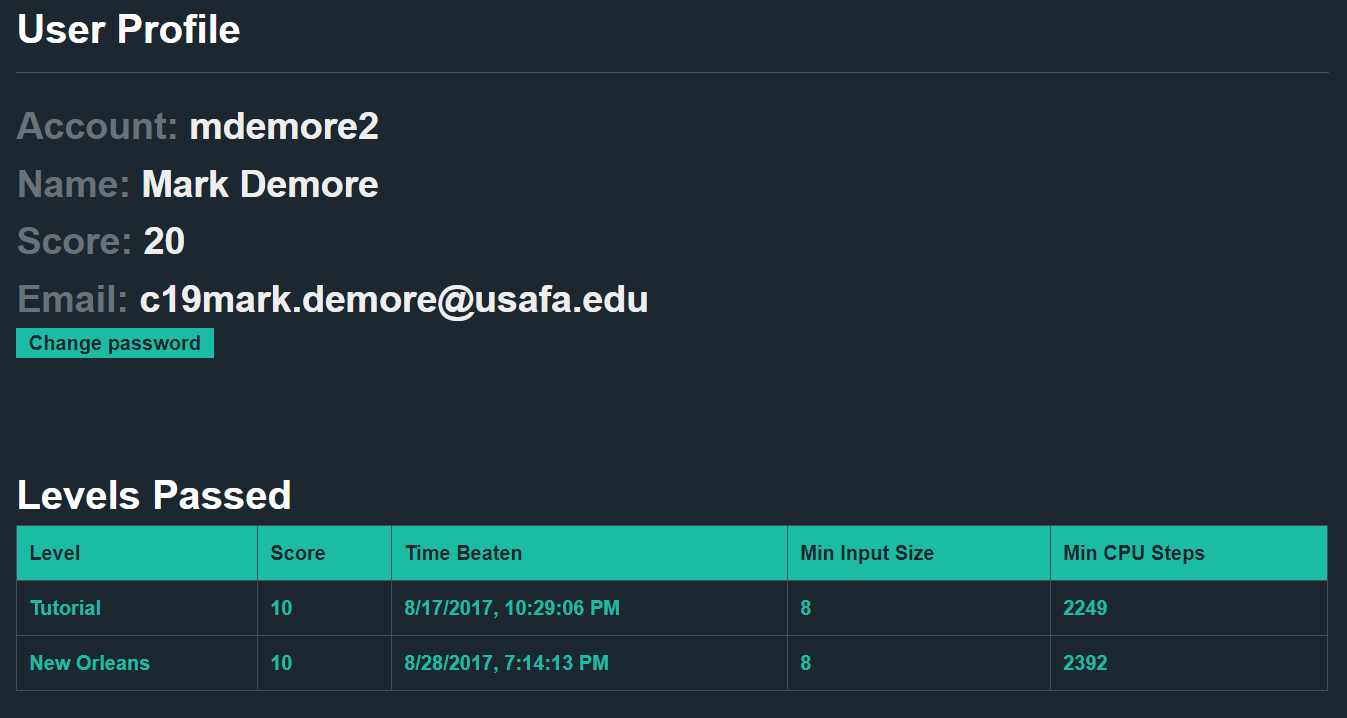 User Profile
Account: mdemore2
Name: Mark Demore
Score: 20
Email: c19mark.demore@usafa.edu
Change password
Levels Passed
Level Score Time Beaten Min Input Size Min CPU Steps
Tutorial 10 8/17/2017, 10:29:06 PM 8 2249
New Orleans 10 8/28/2017, 7:14:13 PM 8 2392